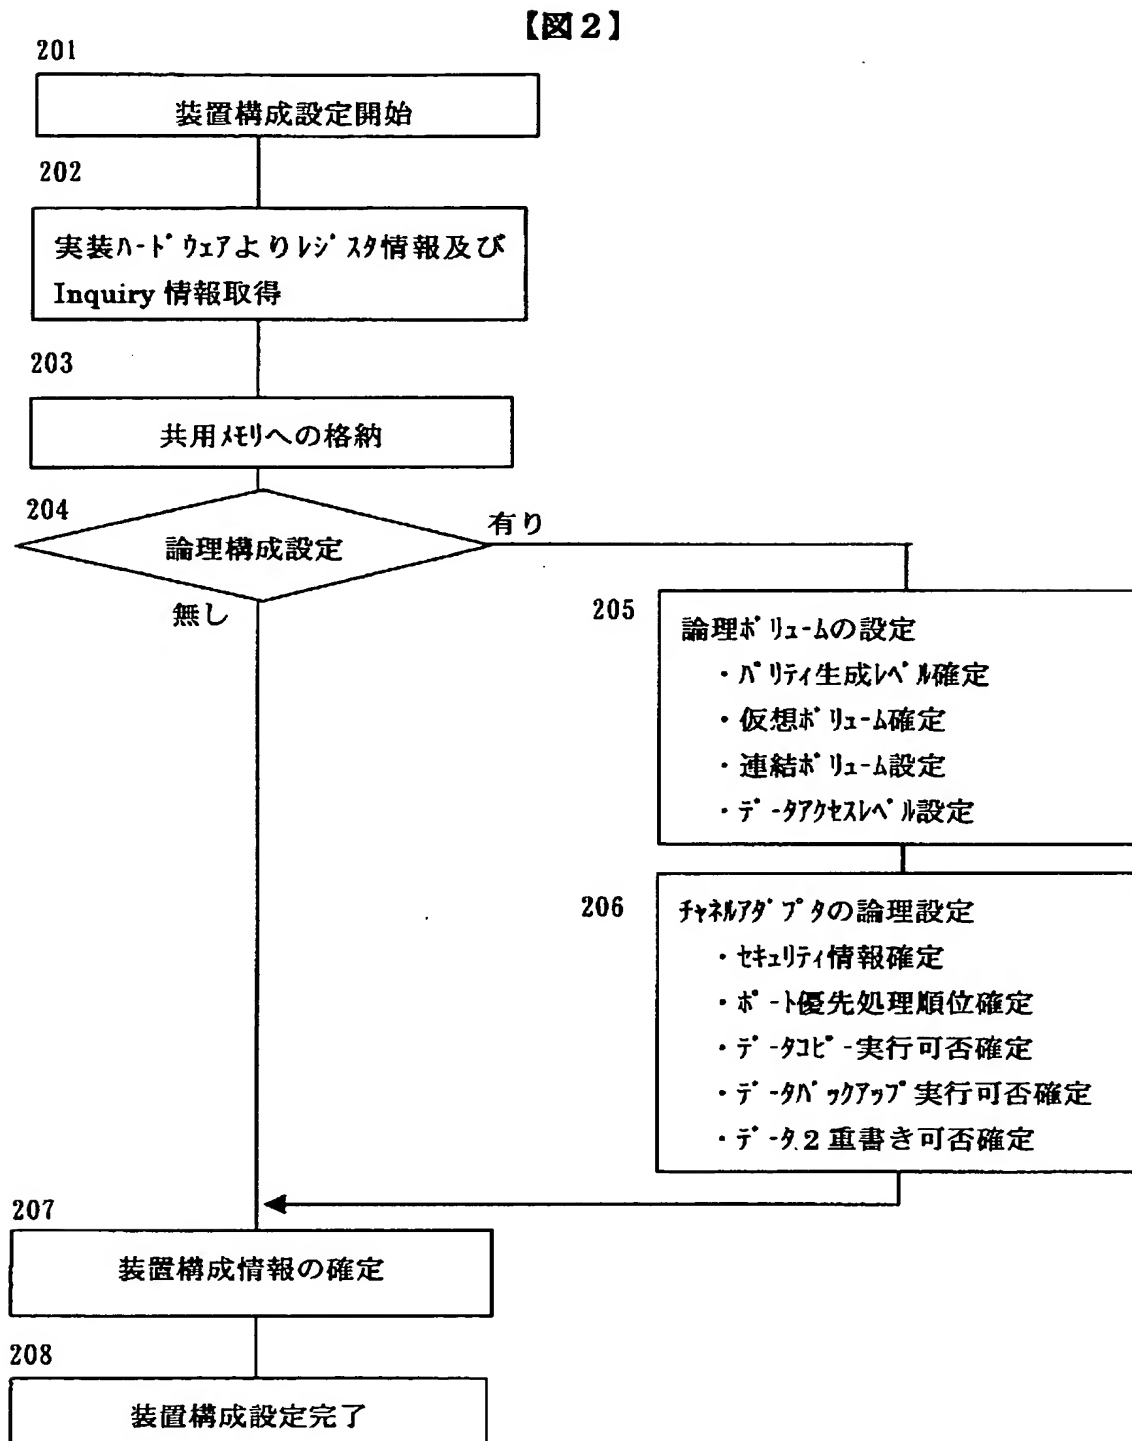 【図2】
201
装置構成設定開始
202
実装ﾊｰﾄﾞｳｪｱよりﾚｼﾞｽﾀ情報及び
Inquiry 情報取得
203
共用ﾒﾓﾘへの格納
204
論理構成設定
有り
無し
205
論理ﾎﾞﾘｭｰﾑの設定
・ﾊﾟﾘﾃｨ生成ﾚﾍﾞﾙ確定
・仮想ﾎﾞﾘｭｰﾑ確定
・連結ﾎﾞﾘｭｰﾑ設定
・ﾃﾞｰﾀｱｸｾｽﾚﾍﾞﾙ設定
206
ﾁｬﾈﾙｱﾀﾞﾌﾟﾀの論理設定
・ｾｷｭﾘﾃｨ情報確定
・ﾎﾟｰﾄ優先処理順位確定
・ﾃﾞｰﾀｺﾋﾟｰ実行可否確定
・ﾃﾞｰﾀﾊﾞｯｸｱｯﾌﾟ実行可否確定
・ﾃﾞｰﾀ2重書き可否確定
207
装置構成情報の確定
208
装置構成設定完了